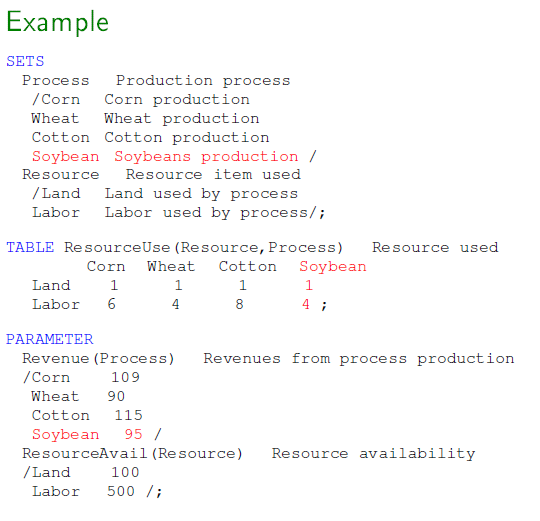 Example
SETS
Process Production process
/Corn Corn production
Wheat Wheat production
Cotton Cotton production
Soybean Soybeans production /
Resource Resource item used
/Land Land used by process
Labor Labor used by process/;
TABLE ResourceUse(Resource,Process) Resource used
Corn Wheat Cotton Soybean
Land 1 1 1 1
Labor 6 4 8 4 ;
PARAMETER
Revenue(Process) Revenues from process production
/Corn 109
Wheat 90
Cotton 115
Soybean 95 /
ResourceAvail(Resource) Resource availability
/Land 100
Labor 500 /;